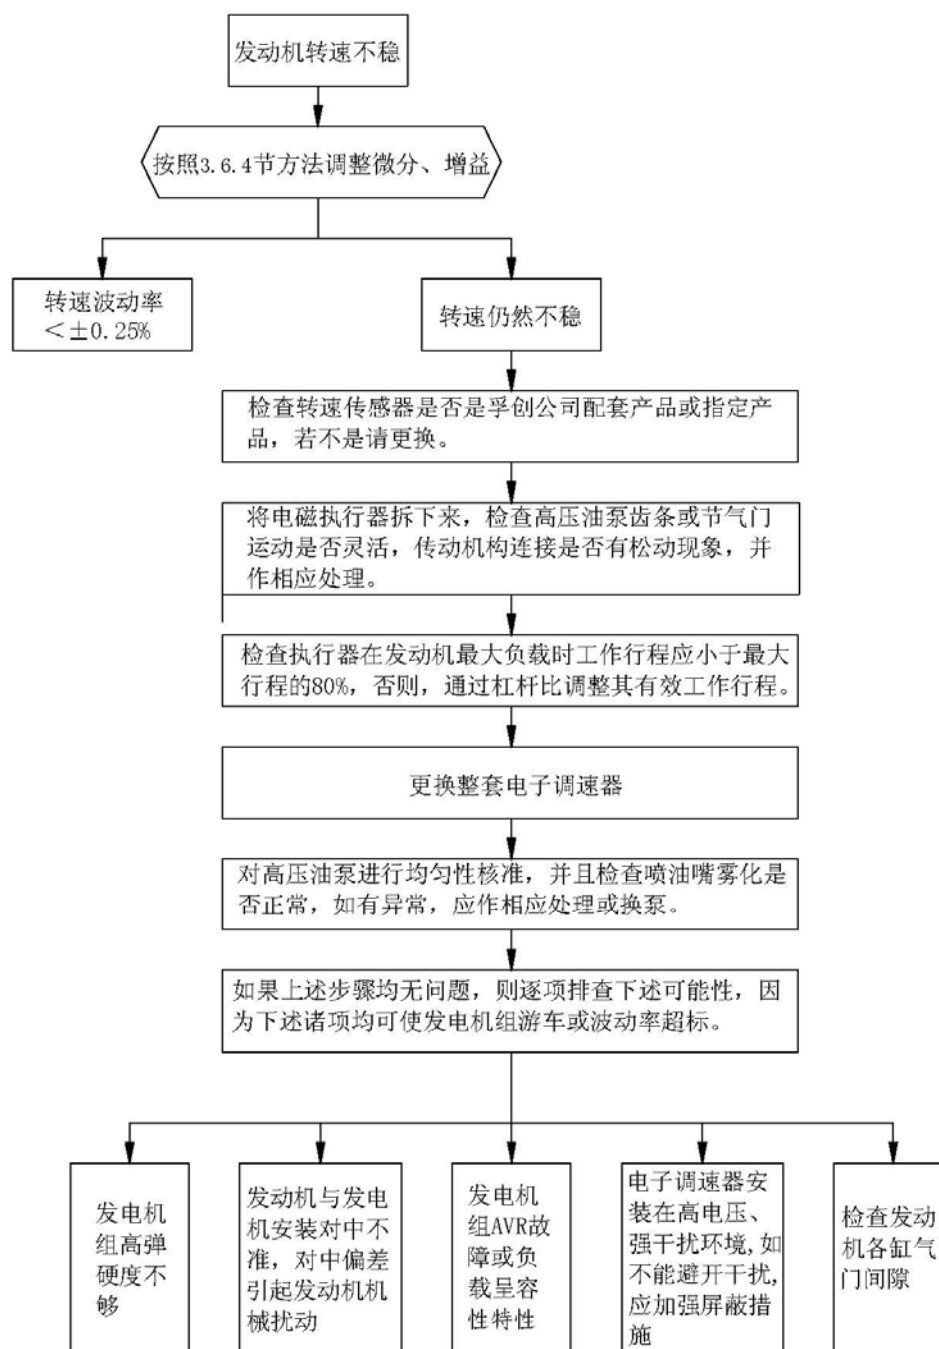 发动机转速不稳
按照3.6.4节方法调整微分、增益
转速波动率
<±0.25%
转速仍然不稳
检查转速传感器是否是孚创公司配套产品或指定产
品，若不是请更换。
将电磁执行器拆下来，检查高压油泵齿条或节气门
运动是否灵活，传动机构连接是否有松动现象，并
作相应处理。
检查执行器在发动机最大负载时工作行程应小于最大
行程的80%，否则，通过杠杆比调整其有效工作行程。
更换整套电子调速器
对高压油泵进行均匀性核准，并且检查喷油嘴雾化是
否正常，如有异常，应作相应处理或换泵。
如果上述步骤均无问题，则逐项排查下述可能性，因
为下述诸项均可使发电机组游车或波动率超标。
发电机
组高弹
硬度不
够
发动机与发电
机安装对中不
准，对中偏差
引起发动机机
械扰动
发电机
组AVR故
障或负
载呈容
性特性
电子调速器安
装在高电压、
强干扰环境,如
不能避开干扰,
应加强屏蔽措
施
检查发动
机各缸气
门间隙